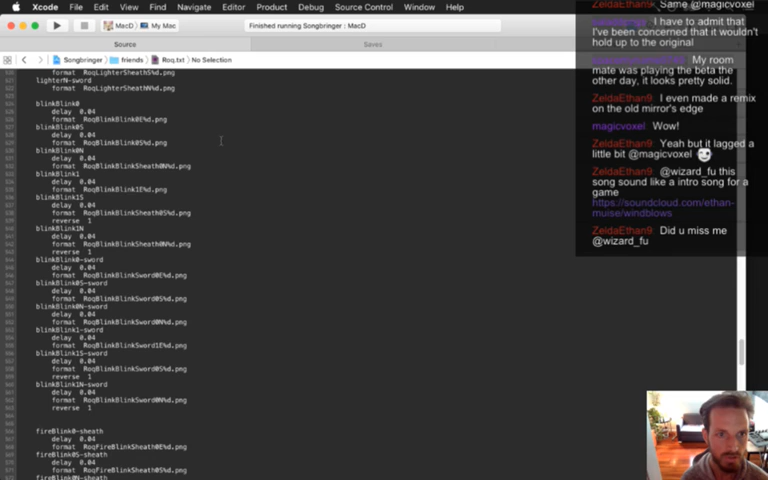 Xcode File Edit View Find Navigate Editor Product Debug Source Control Window Help
MacD My Mac Finished running Songbringer : MacD
Source Saves
Songbringer friends Roq.txt No Selection
format RoqLighterSheathS%d.png
lighterN-sword
format RoqLighterSheathN%d.png
blinkBlink0
delay 0.04
format RoqBlinkBlink0E%d.png
blinkBlink0S
delay 0.04
format RoqBlinkBlink0S%d.png
blinkBlink0N
delay 0.04
format RoqBlinkBlinkSheath0N%d.png
blinkBlink1
delay 0.04
format RoqBlinkBlink1E%d.png
blinkBlink1S
delay 0.04
format RoqBlinkBlinkSheath0S%d.png
reverse 1
blinkBlink1N
delay 0.04
format RoqBlinkBlinkSheath0N%d.png
reverse 1
blinkBlink0-sword
delay 0.04
format RoqBlinkBlinkSword0E%d.png
blinkBlink0S-sword
delay 0.04
format RoqBlinkBlinkSword0S%d.png
blinkBlink0N-sword
delay 0.04
format RoqBlinkBlinkSword0N%d.png
blinkBlink1-sword
delay 0.04
format RoqBlinkBlinkSword1E%d.png
blinkBlink1S-sword
delay 0.04
format RoqBlinkBlinkSword0S%d.png
reverse 1
blinkBlink1N-sword
delay 0.04
format RoqBlinkBlinkSword0N%d.png
reverse 1
fireBlink0-sheath
delay 0.04
format RoqFireBlinkSheath0E%d.png
fireBlink0S-sheath
delay 0.04
format RoqFireBlinkSheath0S%d.png
fireBlink0N-sheath
ZeldaEthan9 Same @magicvoxel
I have to admit that
I've been concerned that it wouldn't
hold up to the original
My room
mate was playing the beta the
other day, it looks pretty solid.
ZeldaEthan9 I even made a remix
on the old mirror's edge
magicvoxel Wow!
ZeldaEthan9 Yeah but it lagged a
little bit @magicvoxel
ZeldaEthan9 @wizard_fu this
song sound like a intro song for a
game
https://soundcloud.com/ethan-
muise/windblows
ZeldaEthan9 Did u miss me
@wizard_fu